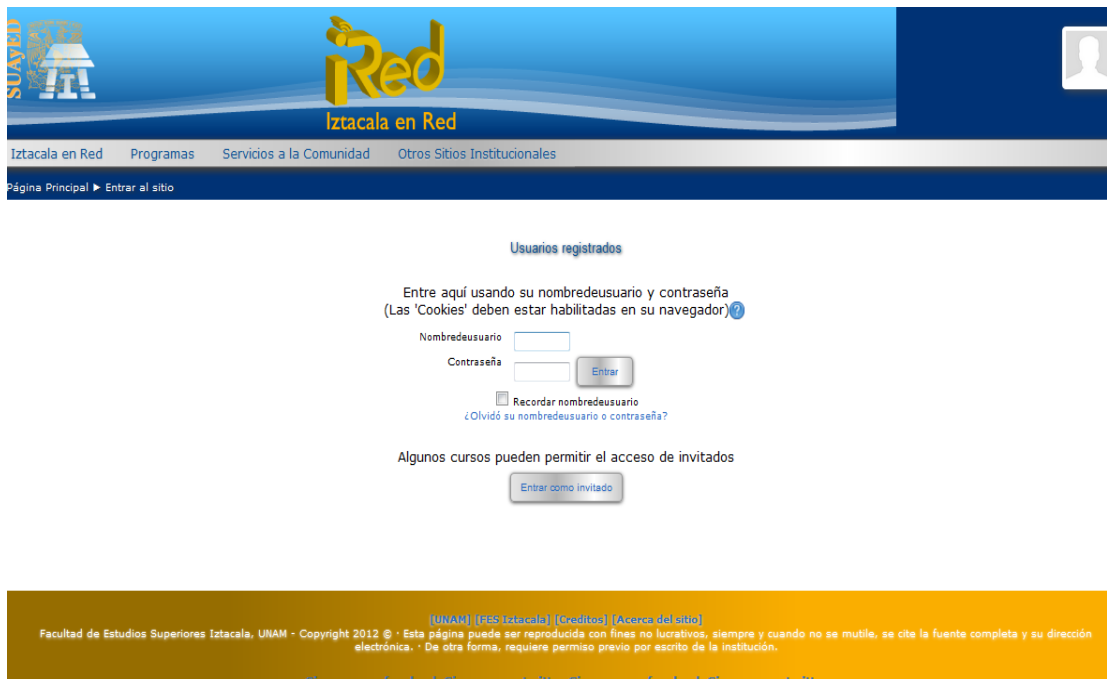 SUAyED
iRed
Iztacala en Red
Iztacala en Red Programas Servicios a la Comunidad Otros Sitios Institucionales
Página Principal ► Entrar al sitio
Usuarios registrados
Entre aquí usando su nombredeusuario y contraseña
(Las 'Cookies' deben estar habilitadas en su navegador)?
Nombredeusuario
Contraseña
Entrar
Recordar nombredeusuario
¿Olvidó su nombredeusuario o contraseña?
Algunos cursos pueden permitir el acceso de invitados
Entrar como invitado
[UNAM] [FES Iztacala] [Creditos] [Acerca del sitio]
Facultad de Estudios Superiores Iztacala, UNAM - Copyright 2012 © · Esta página puede ser reproducida con fines no lucrativos, siempre y cuando no se mutile, se cite la fuente completa y su dirección
electrónica. · De otra forma, requiere permiso previo por escrito de la institución.